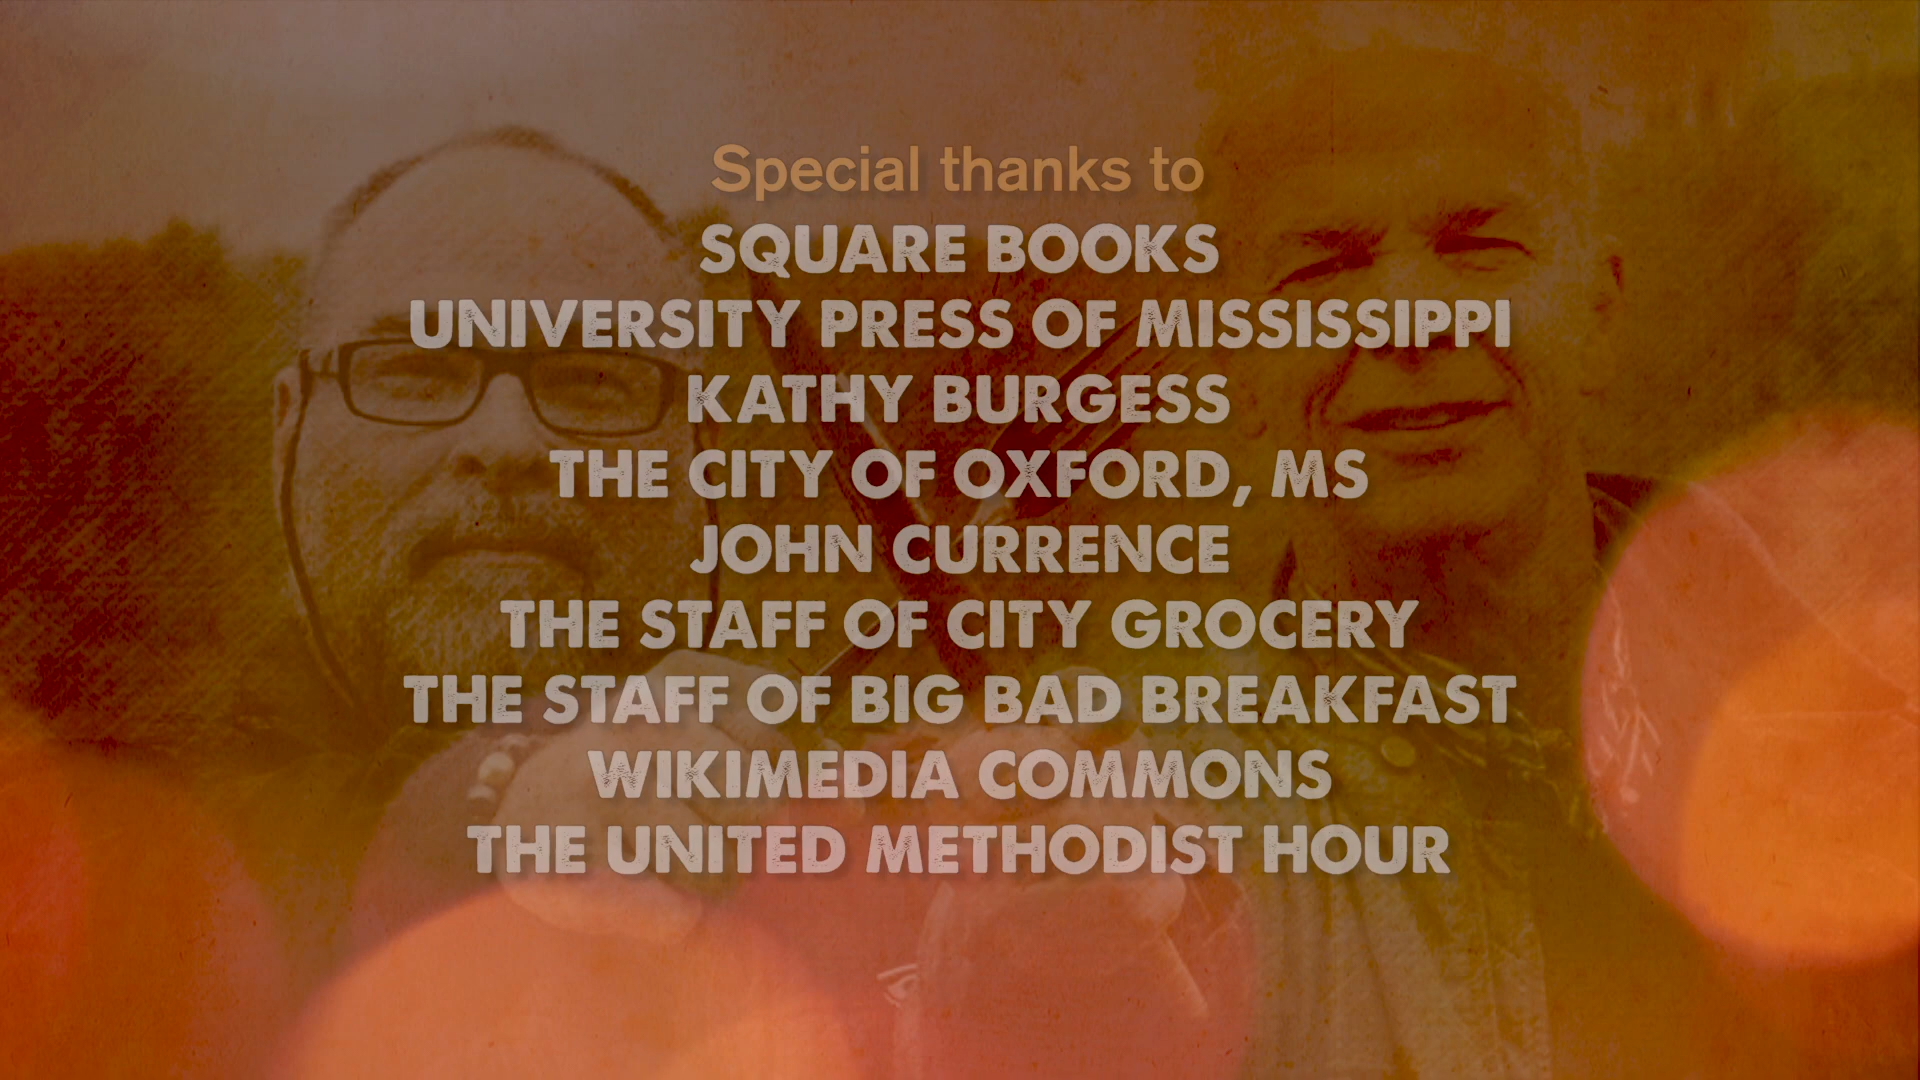 Special thanks to
SQUARE BOOKS
UNIVERSITY PRESS OF MISSISSIPPI
KATHY BURGESS
THE CITY OF OXFORD, MS
JOHN CURRENCE
THE STAFF OF CITY GROCERY
THE STAFF OF BIG BAD BREAKFAST
WIKIMEDIA COMMONS
THE UNITED METHODIST HOUR